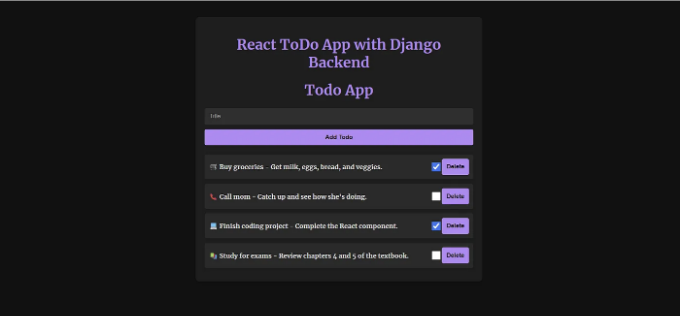 React ToDo App with Django
Backend
Todo App
title
Add Todo
🛒 Buy groceries – Get milk, eggs, bread, and veggies.
Delete
📞 Call mom – Catch up and see how she's doing.
Delete
💻 Finish coding project – Complete the React component.
Delete
📚 Study for exams – Review chapters 4 and 5 of the textbook.
Delete